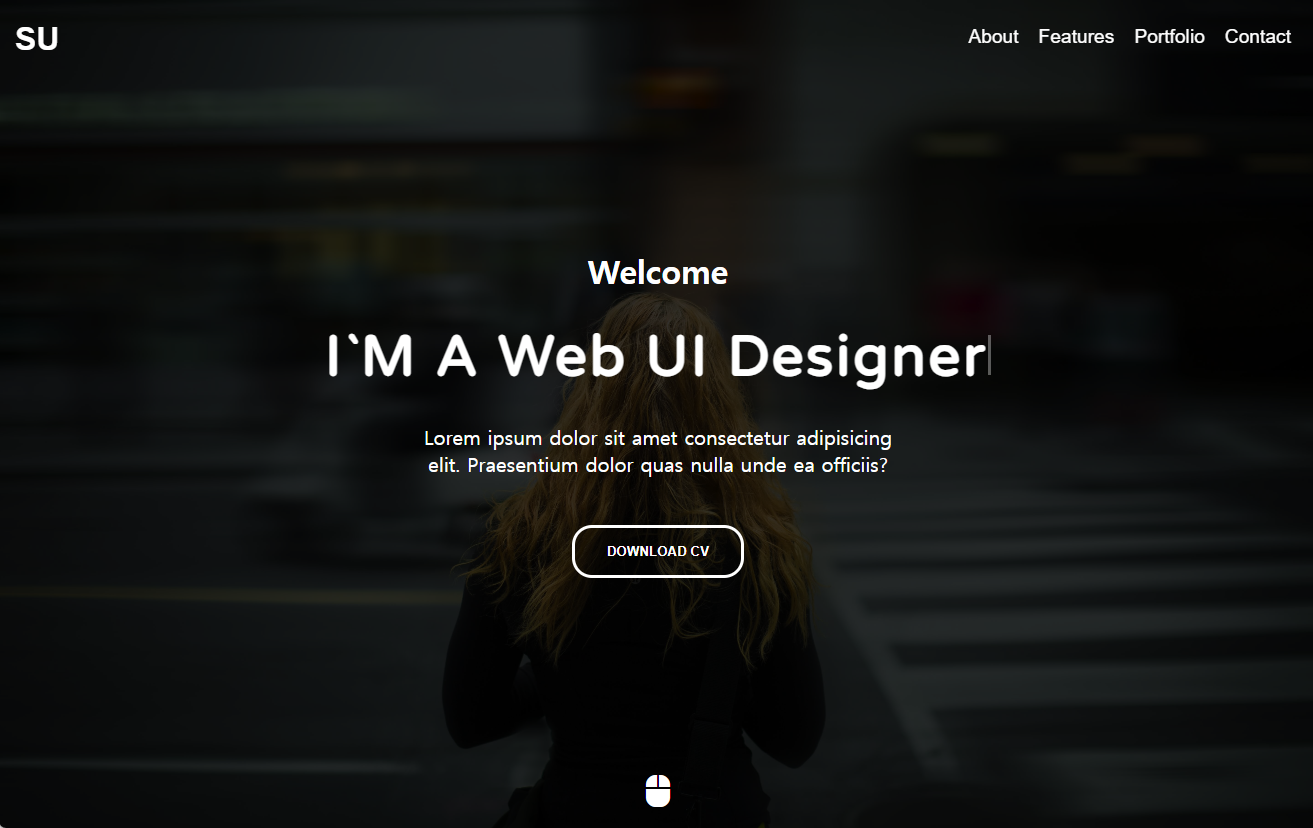 SU
About Features Portfolio Contact
Welcome
I`M A Web UI Designer
Lorem ipsum dolor sit amet consectetur adipisicing
elit. Praesentium dolor quas nulla unde ea officiis?
DOWNLOAD CV